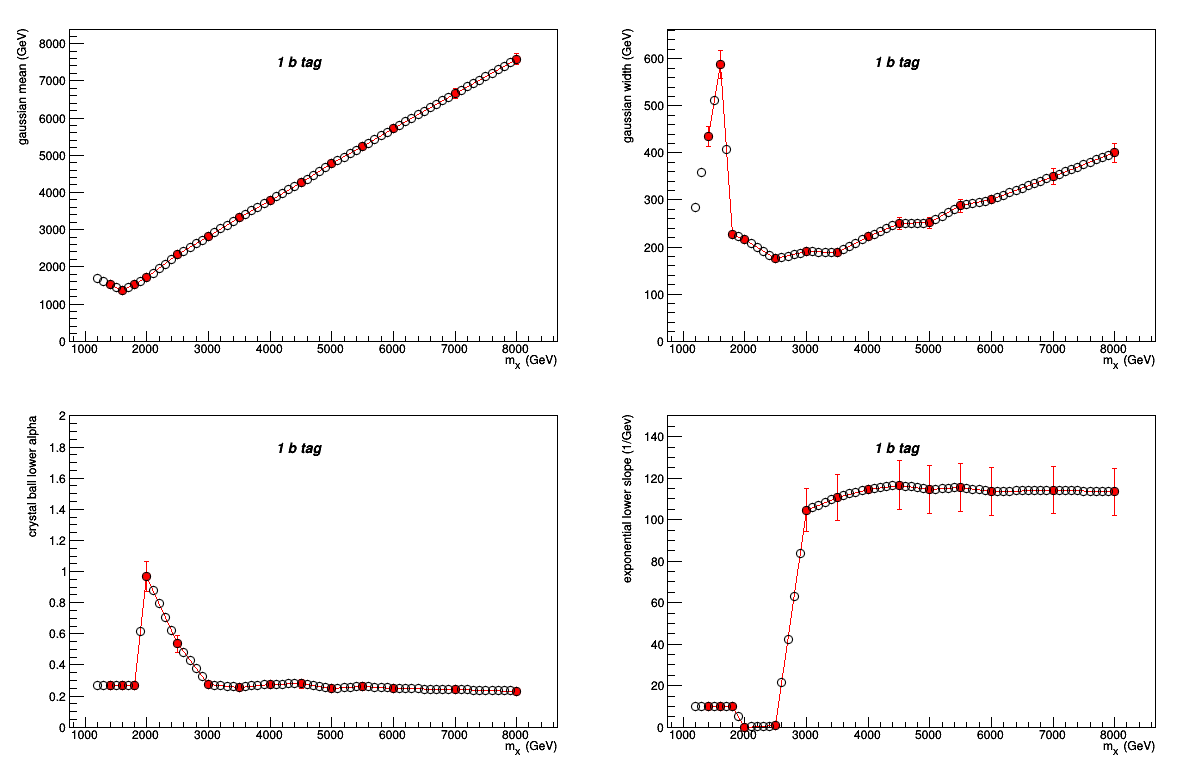 1 b tag
gaussian mean (GeV)
8000
7000
6000
5000
4000
3000
2000
1000
0
1000 2000 3000 4000 5000 6000 7000 8000
m_x (GeV)
1 b tag
gaussian width (GeV)
600
500
400
300
200
100
0
1000 2000 3000 4000 5000 6000 7000 8000
m_x (GeV)
1 b tag
crystal ball lower alpha
2
1.8
1.6
1.4
1.2
1
0.8
0.6
0.4
0.2
0
1000 2000 3000 4000 5000 6000 7000 8000
m_x (GeV)
1 b tag
exponential lower slope (1/Gev)
140
120
100
80
60
40
20
0
1000 2000 3000 4000 5000 6000 7000 8000
m_x (GeV)